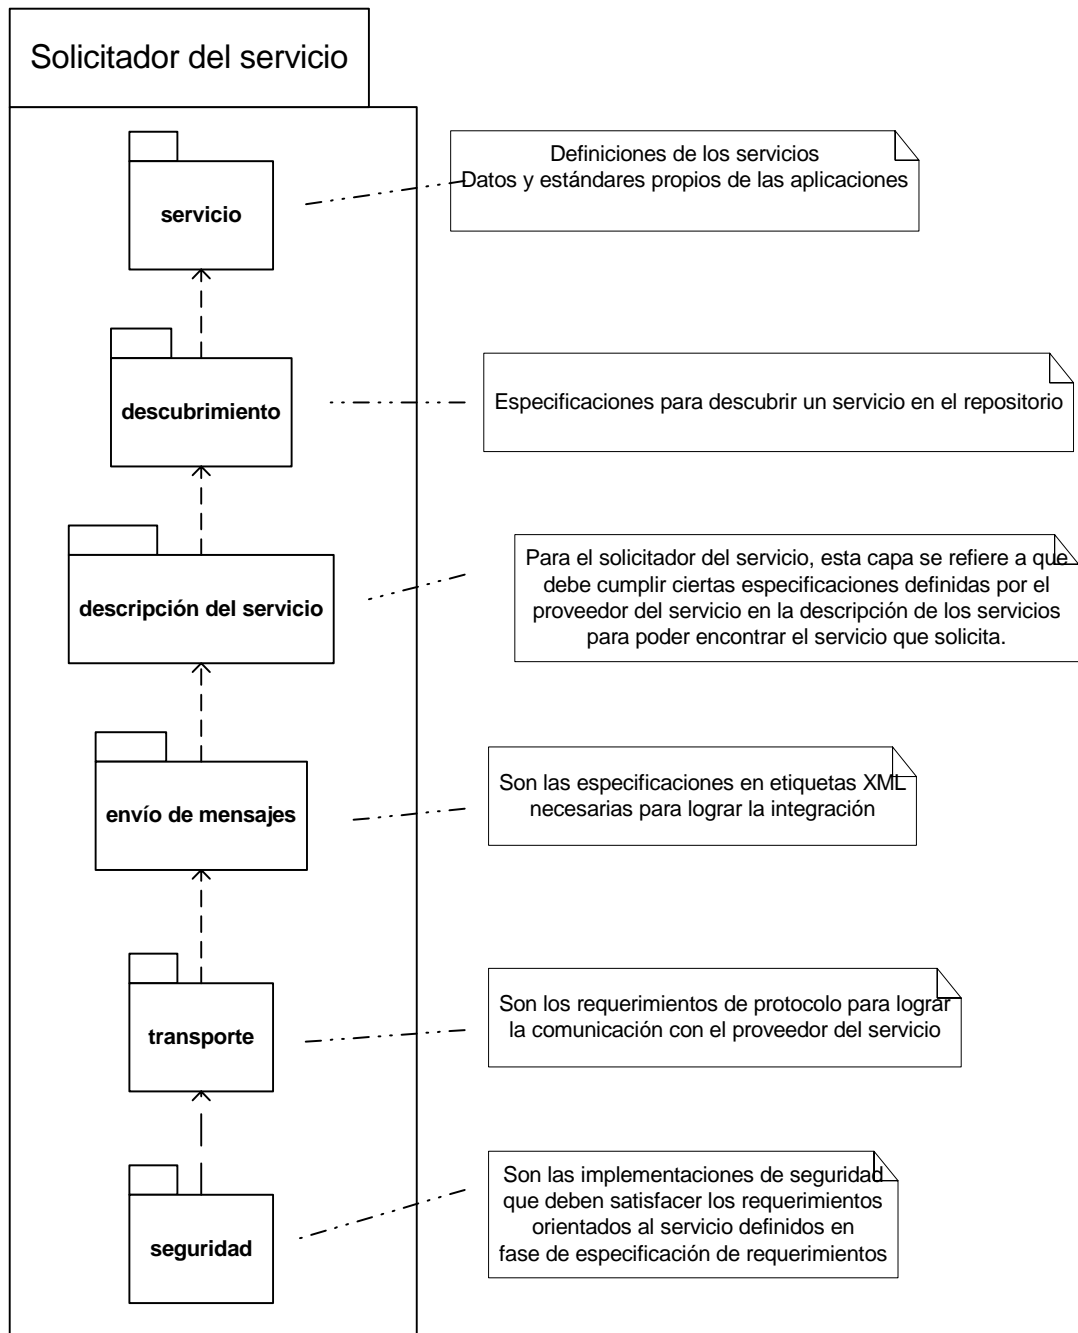 Solicitador del servicio
servicio
Definiciones de los servicios
Datos y estándares propios de las aplicaciones
descubrimiento
Especificaciones para descubrir un servicio en el repositorio
descripción del servicio
Para el solicitador del servicio, esta capa se refiere a que
debe cumplir ciertas especificaciones definidas por el
proveedor del servicio en la descripción de los servicios
para poder encontrar el servicio que solicita.
envío de mensajes
Son las especificaciones en etiquetas XML
necesarias para lograr la integración
transporte
Son los requerimientos de protocolo para lograr
la comunicación con el proveedor del servicio
seguridad
Son las implementaciones de seguridad
que deben satisfacer los requerimientos
orientados al servicio definidos en
fase de especificación de requerimientos